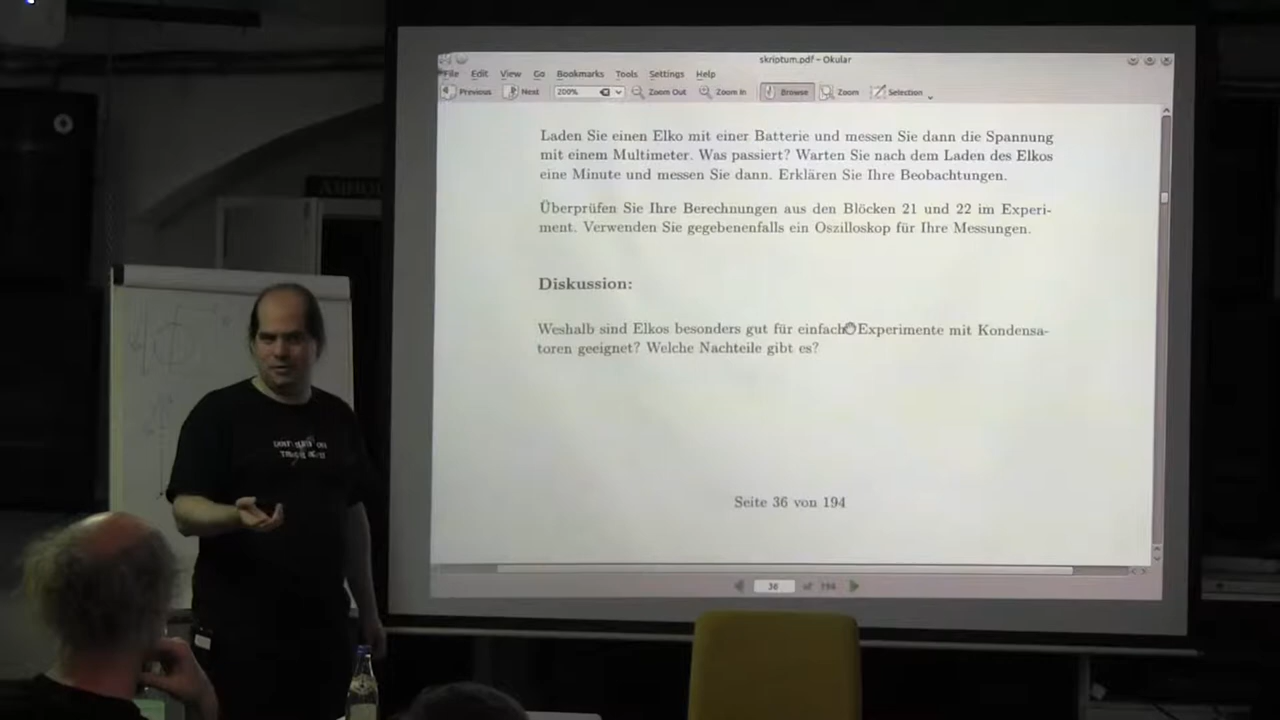 skriptum.pdf – Okular
File Edit View Go Bookmarks Tools Settings Help
Previous Next 200% Zoom Out Zoom In Browse Zoom Selection
Laden Sie einen Elko mit einer Batterie und messen Sie dann die Spannung
mit einem Multimeter. Was passiert? Warten Sie nach dem Laden des Elkos
eine Minute und messen Sie dann. Erklären Sie Ihre Beobachtungen.
Überprüfen Sie Ihre Berechnungen aus den Blöcken 21 und 22 im Experi-
ment. Verwenden Sie gegebenenfalls ein Oszilloskop für Ihre Messungen.
Diskussion:
Weshalb sind Elkos besonders gut für einfach Experimente mit Kondensa-
toren geeignet? Welche Nachteile gibt es?
Seite 36 von 194
36 of 194